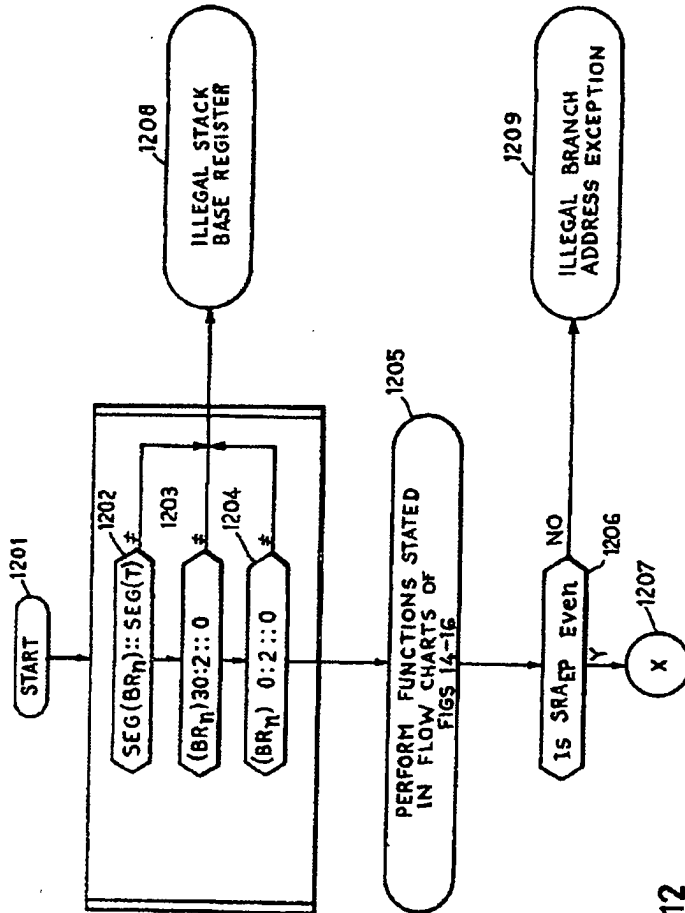 1201
START
1202
SEG(BRn)::SEG(T)
≠
1203
(BRn)30:2::0
≠
1204
(BRn) 0:2::0
≠
1208
ILLEGAL STACK
BASE REGISTER
1205
PERFORM FUNCTIONS STATED
IN FLOW CHARTS OF
FIGS 14-16
Is SRAEP Even
1206
NO
Y
1209
ILLEGAL BRANCH
ADDRESS EXCEPTION
1207
X
12